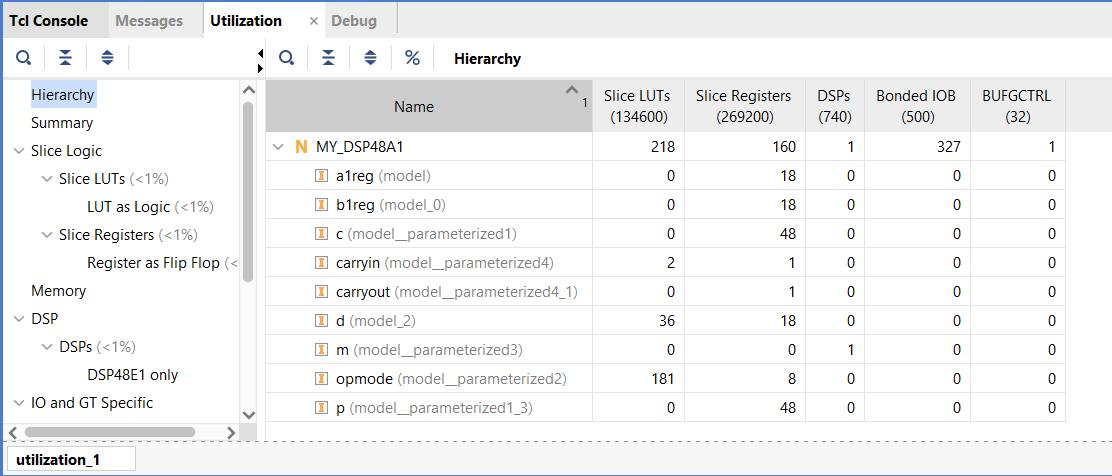 Tcl Console Messages Utilization × Debug
% Hierarchy
Hierarchy
Summary
Slice Logic
Slice LUTs (<1%)
LUT as Logic (<1%)
Slice Registers (<1%)
Register as Flip Flop (<
Memory
DSP
DSPs (<1%)
DSP48E1 only
IO and GT Specific
Name 1 Slice LUTs (134600) Slice Registers (269200) DSPs (740) Bonded IOB (500) BUFGCTRL (32)
N MY_DSP48A1 218 160 1 327 1
I a1reg (model) 0 18 0 0 0
I b1reg (model_0) 0 18 0 0 0
I c (model__parameterized1) 0 48 0 0 0
I carryin (model__parameterized4) 2 1 0 0 0
I carryout (model__parameterized4_1) 0 1 0 0 0
I d (model_2) 36 18 0 0 0
I m (model__parameterized3) 0 0 1 0 0
I opmode (model__parameterized2) 181 8 0 0 0
I p (model__parameterized1_3) 0 48 0 0 0
utilization_1